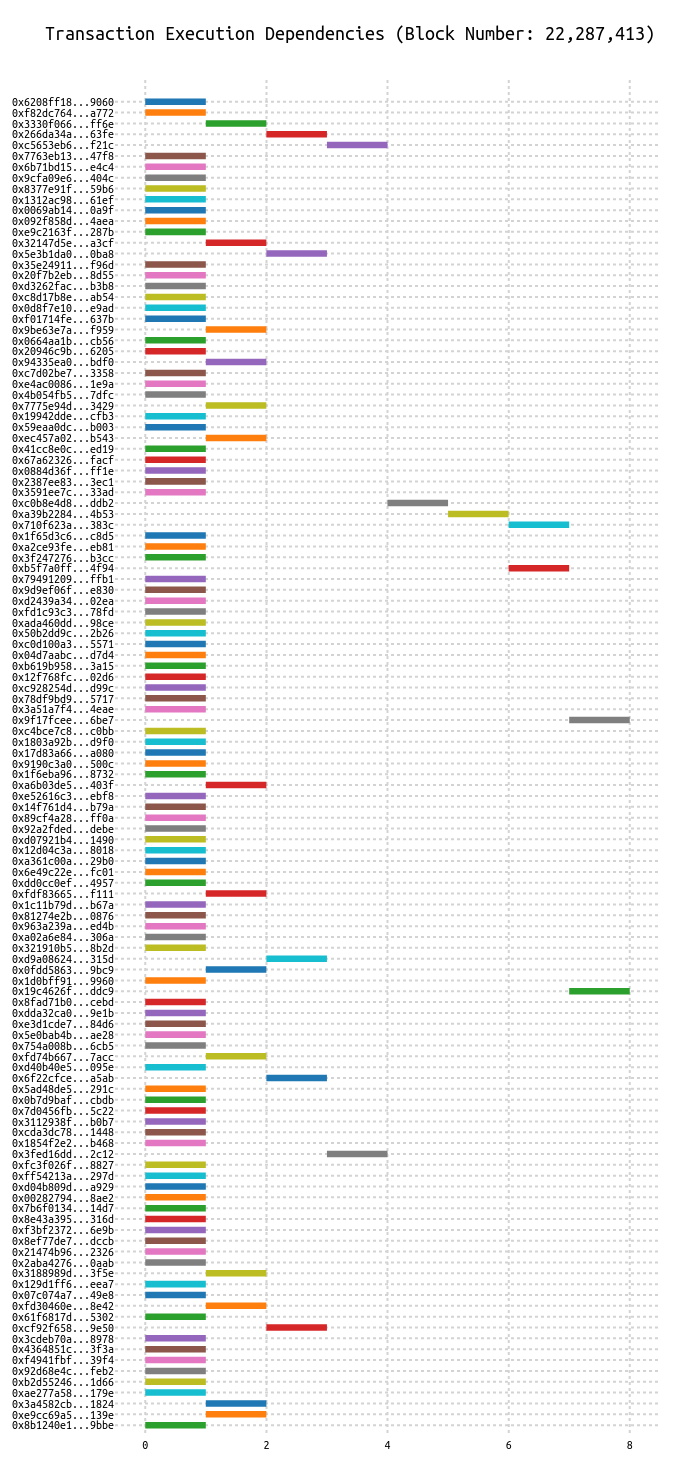 Transaction Execution Dependencies (Block Number: 22,287,413)
0x6208ff18...9060
0xf82dc764...a772
0x3330f066...ff6e
0x266da34a...63fe
0xc5653eb6...f21c
0x7763eb13...47f8
0x6b71bd15...e4c4
0x9cfa09e6...404c
0x8377e91f...59b6
0x1312ac98...61ef
0x0069ab14...0a9f
0x092f858d...4aea
0xe9c2163f...287b
0x32147d5e...a3cf
0x5e3b1da0...0ba8
0x35e24911...f96d
0x20f7b2eb...8d55
0xd3262fac...b3b8
0xc8d17b8e...ab54
0x0d8f7e10...e9ad
0xf01714fe...637b
0x9be63e7a...f959
0x0664aa1b...cb56
0x20946c9b...6205
0x94335ea0...bdf0
0xc7d02be7...3358
0xe4ac0086...1e9a
0x4b054fb5...7dfc
0x7775e94d...3429
0x19942dde...cfb3
0x59eaa0dc...b003
0xec457a02...b543
0x41cc8e0c...ed19
0x67a62326...facf
0x0884d36f...ff1e
0x2387ee83...3ec1
0x3591ee7c...33ad
0xc0b8e4d8...ddb2
0xa39b2284...4b53
0x710f623a...383c
0x1f65d3c6...c8d5
0xa2ce93fe...eb81
0x3f247276...b3cc
0xb5f7a0ff...4f94
0x79491209...ffb1
0x9d9ef06f...e830
0xd2439a34...02ea
0xfd1c93c3...78fd
0xada460dd...98ce
0x50b2dd9c...2b26
0xc0d100a3...5571
0x04d7aabc...d7d4
0xb619b958...3a15
0x12f768fc...02d6
0xc928254d...d99c
0x78df9bd9...5717
0x3a51a7f4...4eae
0x9f17fcee...6be7
0xc4bce7c8...c0bb
0x1803a92b...d9f0
0x17d83a66...a080
0x9190c3a0...500c
0x1f6eba96...8732
0xa6b03de5...403f
0xe52616c3...ebf8
0x14f761d4...b79a
0x89cf4a28...ff0a
0x92a2fded...debe
0xd07921b4...1490
0x12d04c3a...8018
0xa361c00a...29b0
0x6e49c22e...fc01
0xdd0cc0ef...4957
0xfdf83665...f111
0x1c11b79d...b67a
0x81274e2b...0876
0x963a239a...ed4b
0xa02a6e84...306a
0x321910b5...8b2d
0xd9a08624...315d
0x0fdd5863...9bc9
0x1d0bff91...9960
0x19c4626f...ddc9
0x8fad71b0...cebd
0xdda32ca0...9e1b
0xe3d1cde7...84d6
0x5e0bab4b...ae28
0x754a008b...6cb5
0xfd74b667...7acc
0xd40b40e5...095e
0x6f22cfce...a5ab
0x5ad48de5...291c
0x0b7d9baf...cbdb
0x7d0456fb...5c22
0x3112938f...b0b7
0xcda3dc78...1448
0x1854f2e2...b468
0x3fed16dd...2c12
0xfc3f026f...8827
0xff54213a...297d
0xd04b809d...a929
0x00282794...8ae2
0x7b6f0134...14d7
0x8e43a395...316d
0xf3bf2372...6e9b
0x8ef77de7...dccb
0x21474b96...2326
0x2aba4276...0aab
0x3188989d...3f5e
0x129d1ff6...eea7
0x07c074a7...49e8
0xfd30460e...8e42
0x61f6817d...5302
0xcf92f658...9e50
0x3cdeb70a...8978
0x4364851c...3f3a
0xf4941fbf...39f4
0x92d68e4c...feb2
0xb2d55246...1d66
0xae277a58...179e
0x3a4582cb...1824
0xe9cc69a5...139e
0x8b1240e1...9bbe
0 2 4 6 8